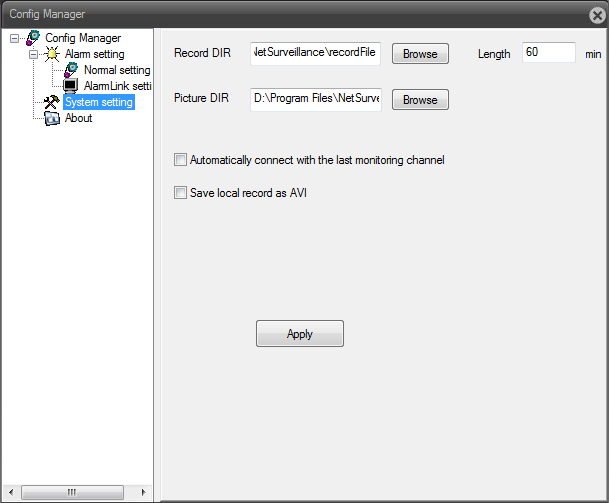 Config Manager
Config Manager
Alarm setting
Normal setting
AlarmLink setti
System setting
About
Record DIR NetSurveillance\recordFile Browse Length 60 min
Picture DIR D:\Program Files\NetSurve Browse
Automatically connect with the last monitoring channel
Save local record as AVI
Apply